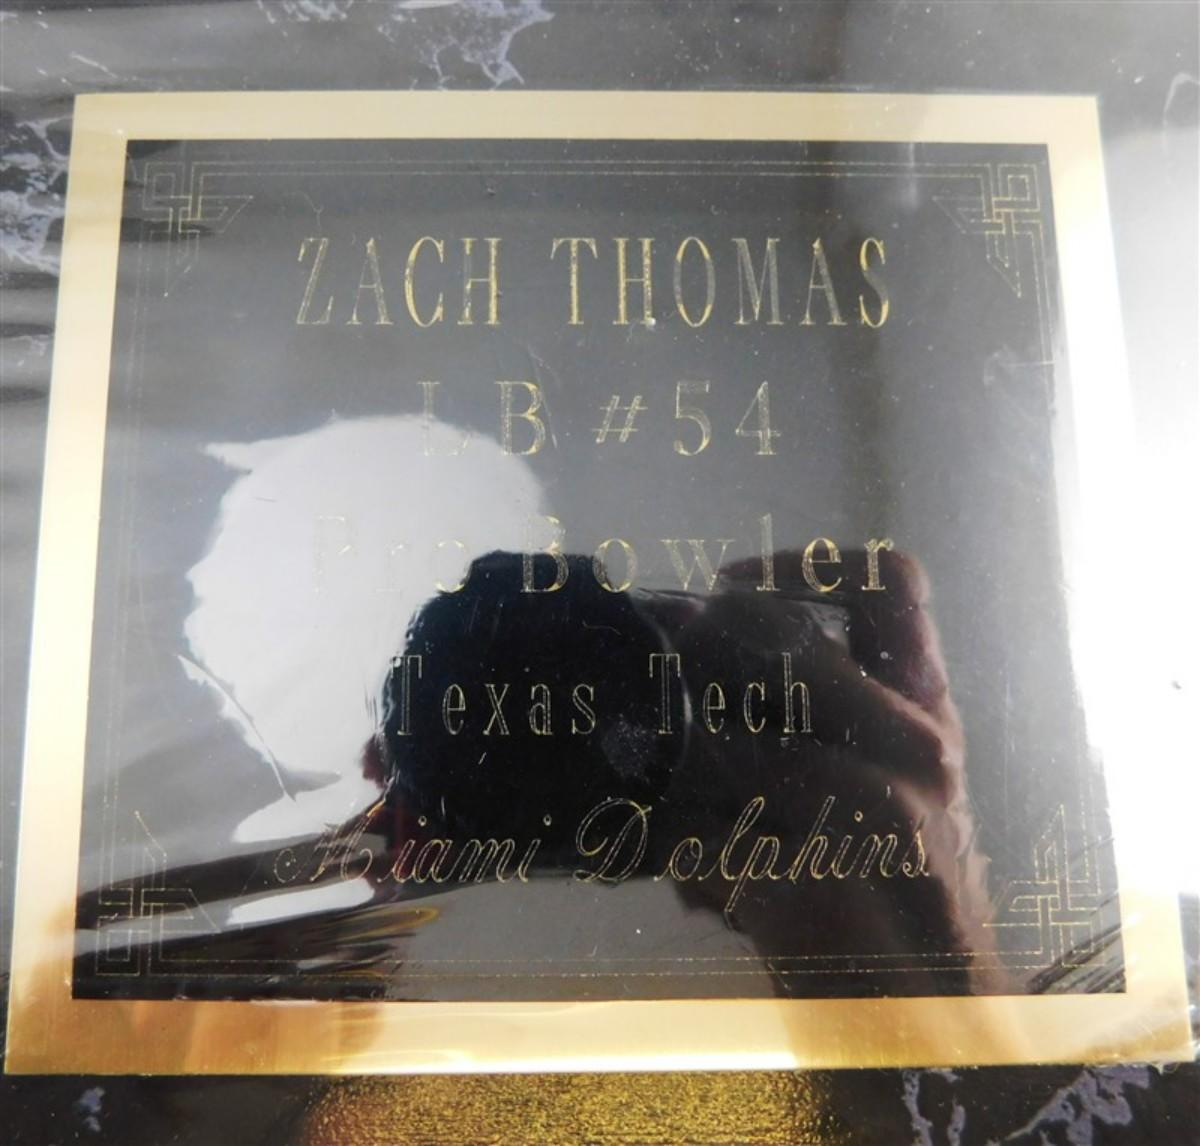 ZACH THOMAS
LB #54
Pro Bowler
Texas Tech
Miami Dolphins